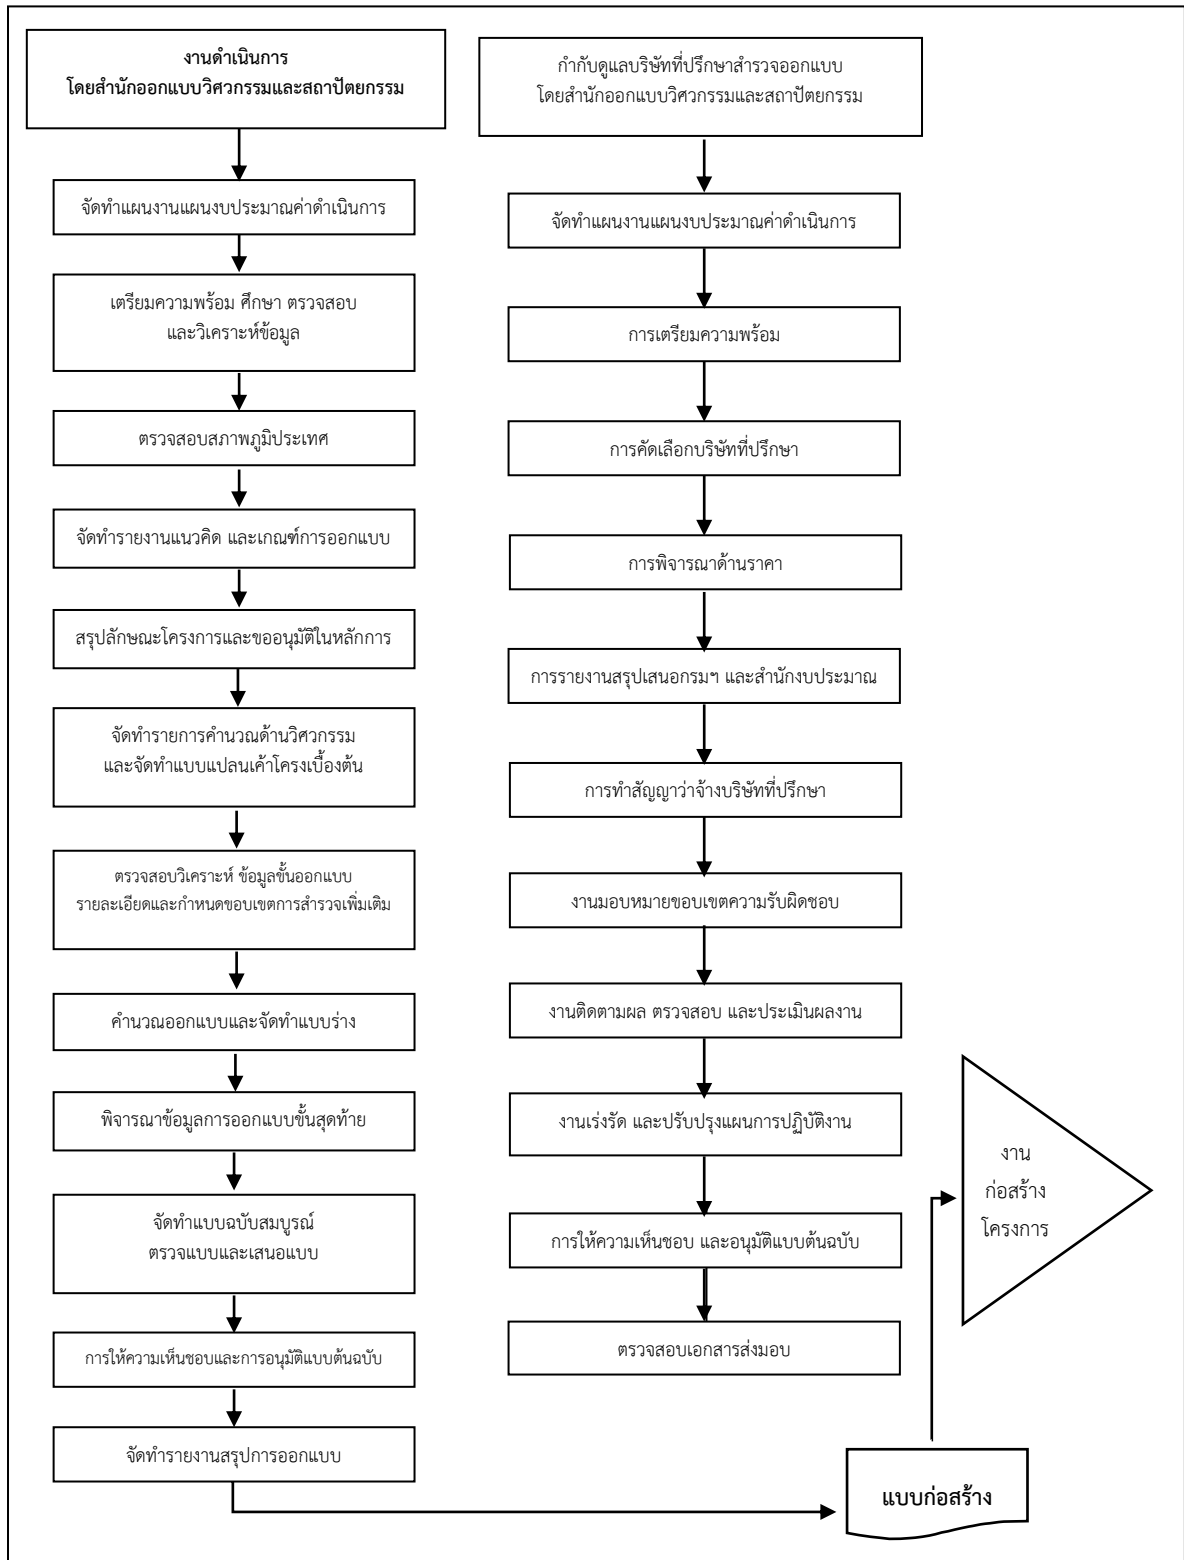 งานดำเนินการ
โดยสำนักออกแบบวิศวกรรมและสถาปัตยกรรม
จัดทำแผนงานแผนงบประมาณค่าดำเนินการ
เตรียมความพร้อม ศึกษา ตรวจสอบ
และวิเคราะห์ข้อมูล
ตรวจสอบสภาพภูมิประเทศ
จัดทำรายงานแนวคิด และเกณฑ์การออกแบบ
สรุปลักษณะโครงการและขออนุมัติในหลักการ
จัดทำรายการคำนวณด้านวิศวกรรม
และจัดทำแบบแปลนเค้าโครงเบื้องต้น
ตรวจสอบวิเคราะห์ ข้อมูลขั้นออกแบบ
รายละเอียดและกำหนดขอบเขตการสำรวจเพิ่มเติม
คำนวณออกแบบและจัดทำแบบร่าง
พิจารณาข้อมูลการออกแบบขั้นสุดท้าย
จัดทำแบบฉบับสมบูรณ์
ตรวจแบบและเสนอแบบ
การให้ความเห็นชอบและการอนุมัติแบบต้นฉบับ
จัดทำรายงานสรุปการออกแบบ
กำกับดูแลบริษัทที่ปรึกษาสำรวจออกแบบ
โดยสำนักออกแบบวิศวกรรมและสถาปัตยกรรม
จัดทำแผนงานแผนงบประมาณค่าดำเนินการ
การเตรียมความพร้อม
การคัดเลือกบริษัทที่ปรึกษา
การพิจารณาด้านราคา
การรายงานสรุปเสนอกรมฯ และสำนักงบประมาณ
การทำสัญญาว่าจ้างบริษัทที่ปรึกษา
งานมอบหมายขอบเขตความรับผิดชอบ
งานติดตามผล ตรวจสอบ และประเมินผลงาน
งานเร่งรัด และปรับปรุงแผนการปฏิบัติงาน
การให้ความเห็นชอบ และอนุมัติแบบต้นฉบับ
ตรวจสอบเอกสารส่งมอบ
แบบก่อสร้าง
งาน
ก่อสร้าง
โครงการ